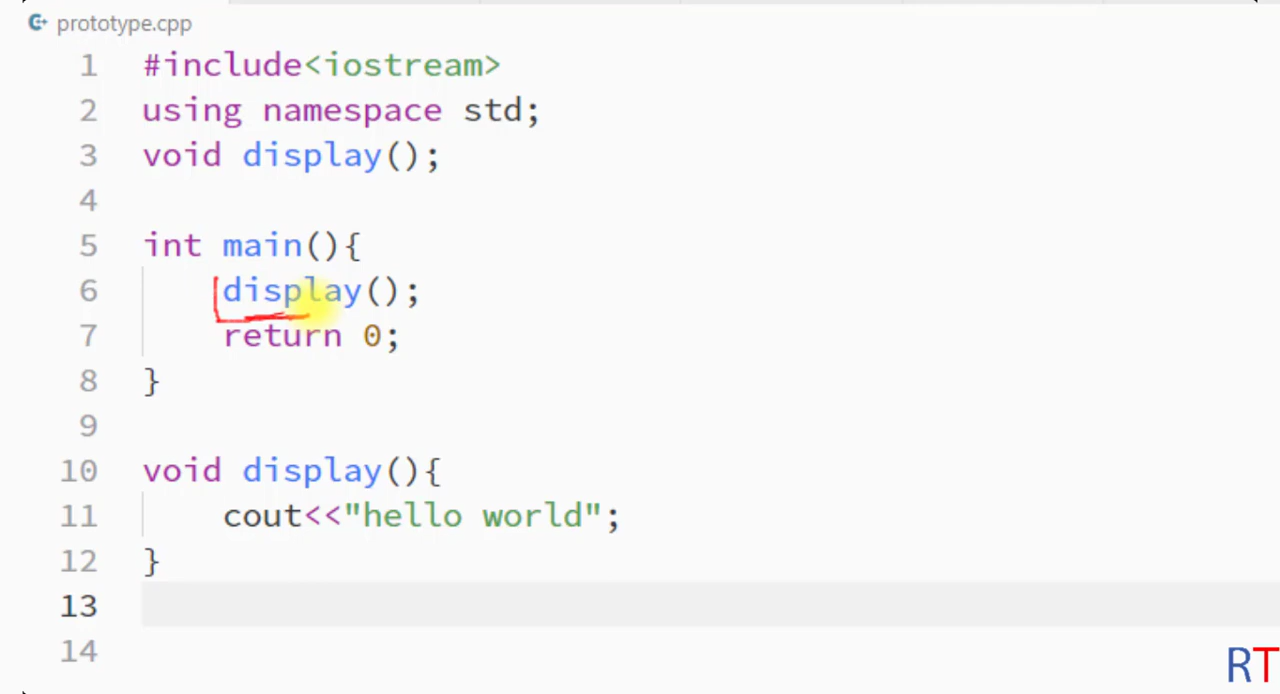 prototype.cpp
1 #include<iostream>
2 using namespace std;
3 void display();
4
5 int main(){
6     display();
7     return 0;
8 }
9
10 void display(){
11     cout<<"hello world";
12 }
13
14
RT